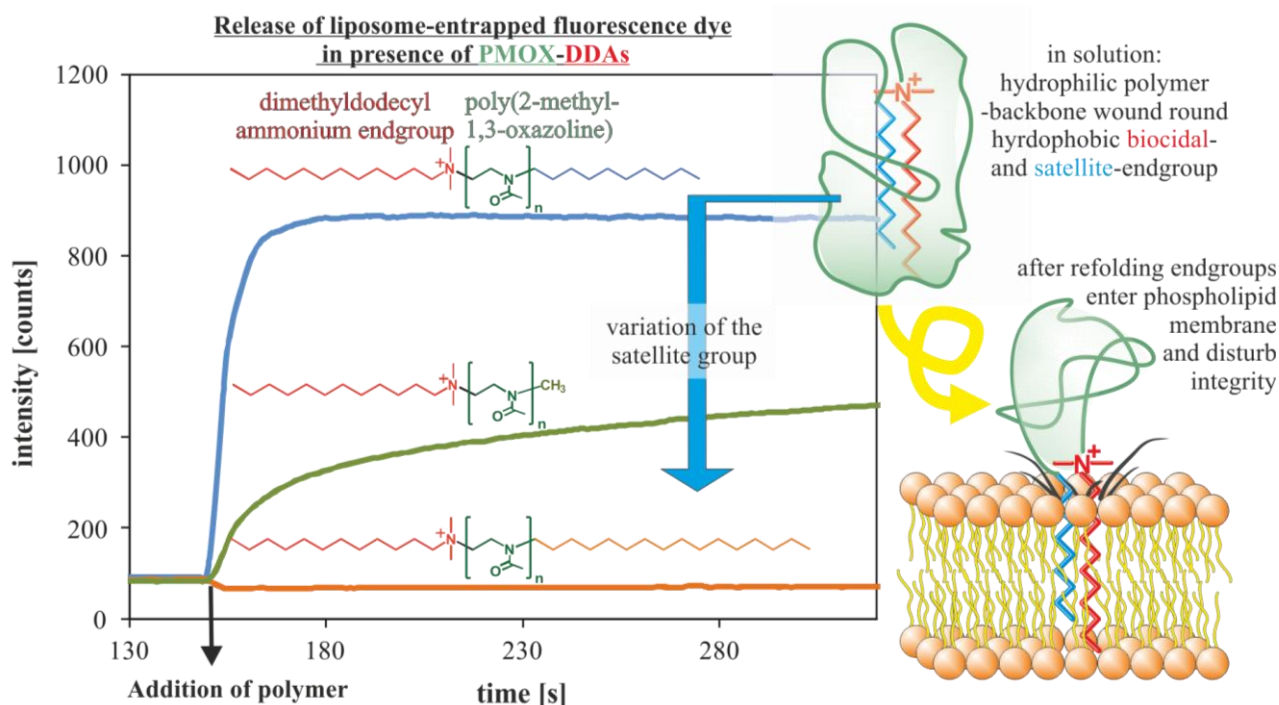 Release of liposome-entrapped fluorescence dye
in presence of PMOX-DDAs
1200
1000
800
600
400
200
0
intensity [counts]
130
180
230
280
time [s]
Addition of polymer
dimethyldodecyl
ammonium endgroup
poly(2-methyl-
1,3-oxazoline)
+
N
N
O
n
+
N
N
CH3
O
n
+
N
N
O
n
variation of the
satellite group
+
N
in solution:
hydrophilic polymer
-backbone wound round
hyrdophobic biocidal-
and satellite-endgroup
after refolding endgroups
enter phospholipid
membrane
and disturb
integrity
+
N